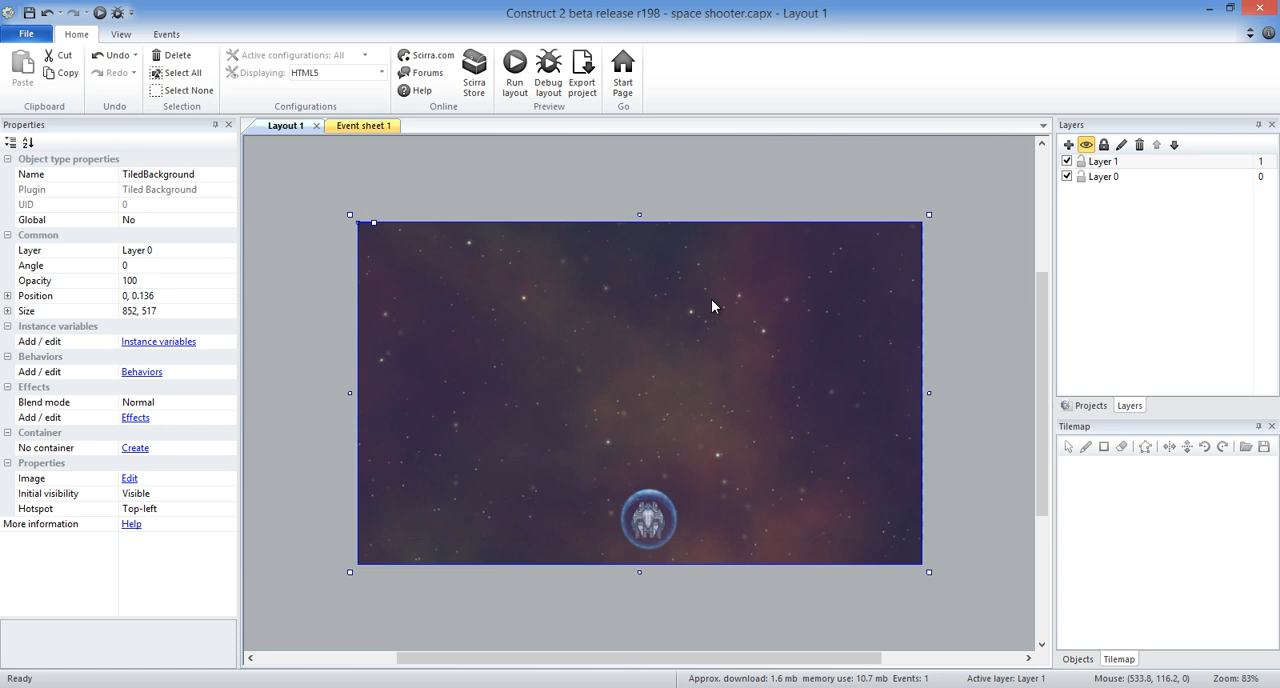 Construct 2 beta release r198 - space shooter.capx - Layout 1
File Home View Events
Paste
Cut
Copy
Clipboard
Undo
Redo
Undo
Delete
Select All
Select None
Selection
Active configurations: All
Displaying: HTML5
Configurations
Scirra.com
Forums
Help
Scirra Store
Online
Run layout
Debug layout
Export project
Preview
Start Page
Go
Properties
Object type properties
Name TiledBackground
Plugin Tiled Background
UID 0
Global No
Common
Layer Layer 0
Angle 0
Opacity 100
Position 0, 0.136
Size 852, 517
Instance variables
Add / edit Instance variables
Behaviors
Add / edit Behaviors
Effects
Blend mode Normal
Add / edit Effects
Container
No container Create
Properties
Image Edit
Initial visibility Visible
Hotspot Top-left
More information Help
Layout 1 Event sheet 1
Layers
Layer 1 1
Layer 0 0
Projects Layers
Tilemap
Objects Tilemap
Ready
Approx. download: 1.6 mb memory use: 10.7 mb Events: 1 Active layer: Layer 1 Mouse: (533.8, 116.2, 0) Zoom: 83%